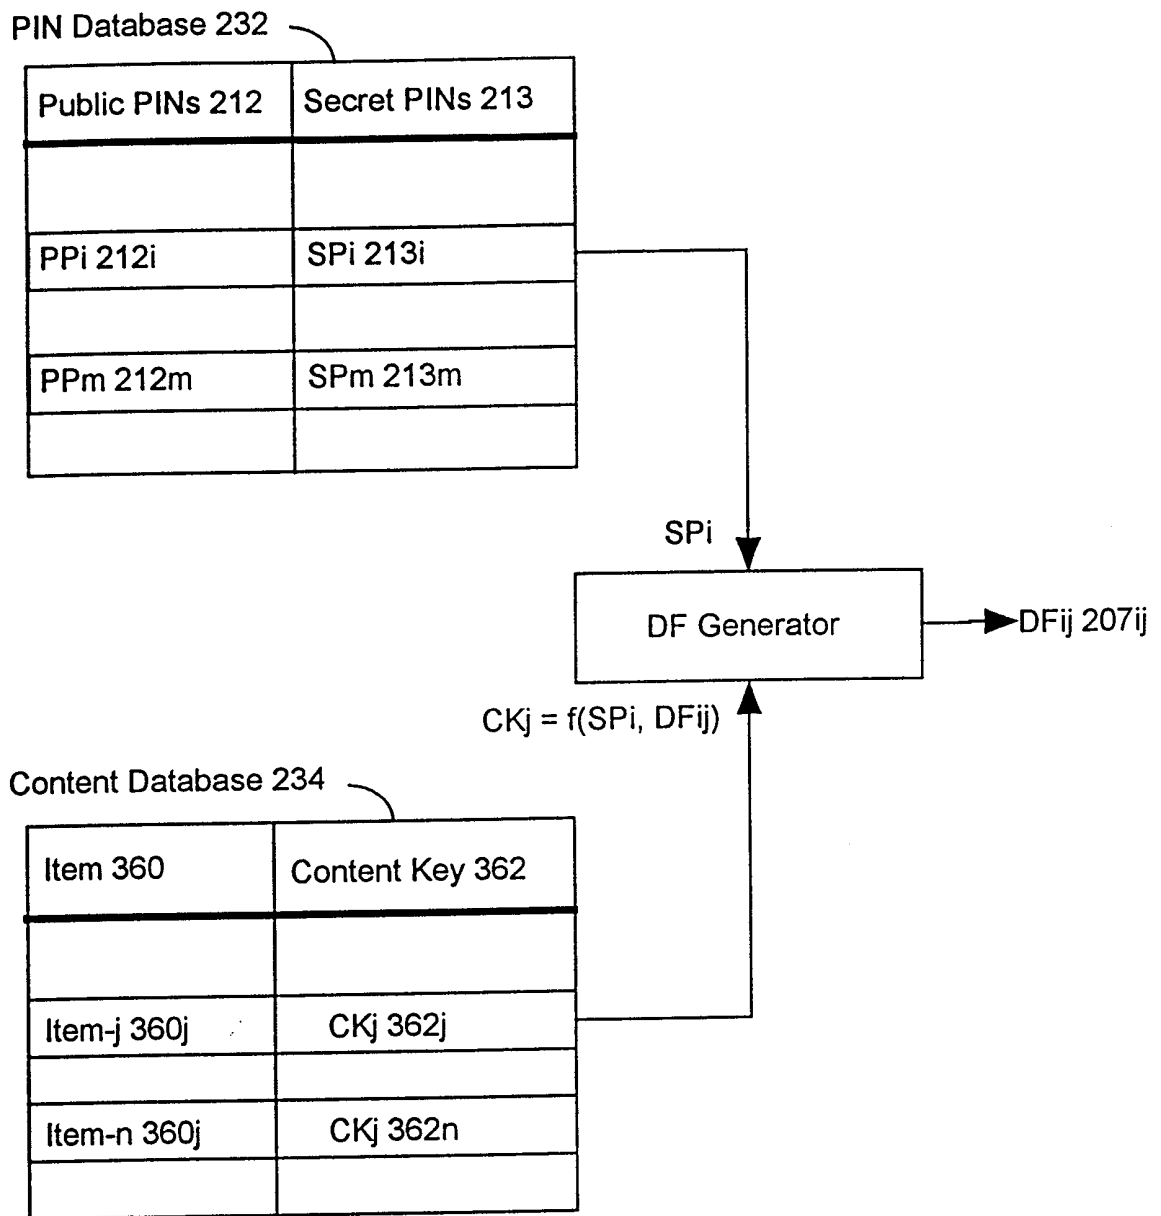 PIN Database 232
Public PINs 212 Secret PINs 213
PPi 212i SPi 213i
PPm 212m SPm 213m
SPi
DF Generator
DFij 207ij
CKj = f(SPi, DFij)
Content Database 234
Item 360 Content Key 362
Item-j 360j CKj 362j
Item-n 360j CKj 362n